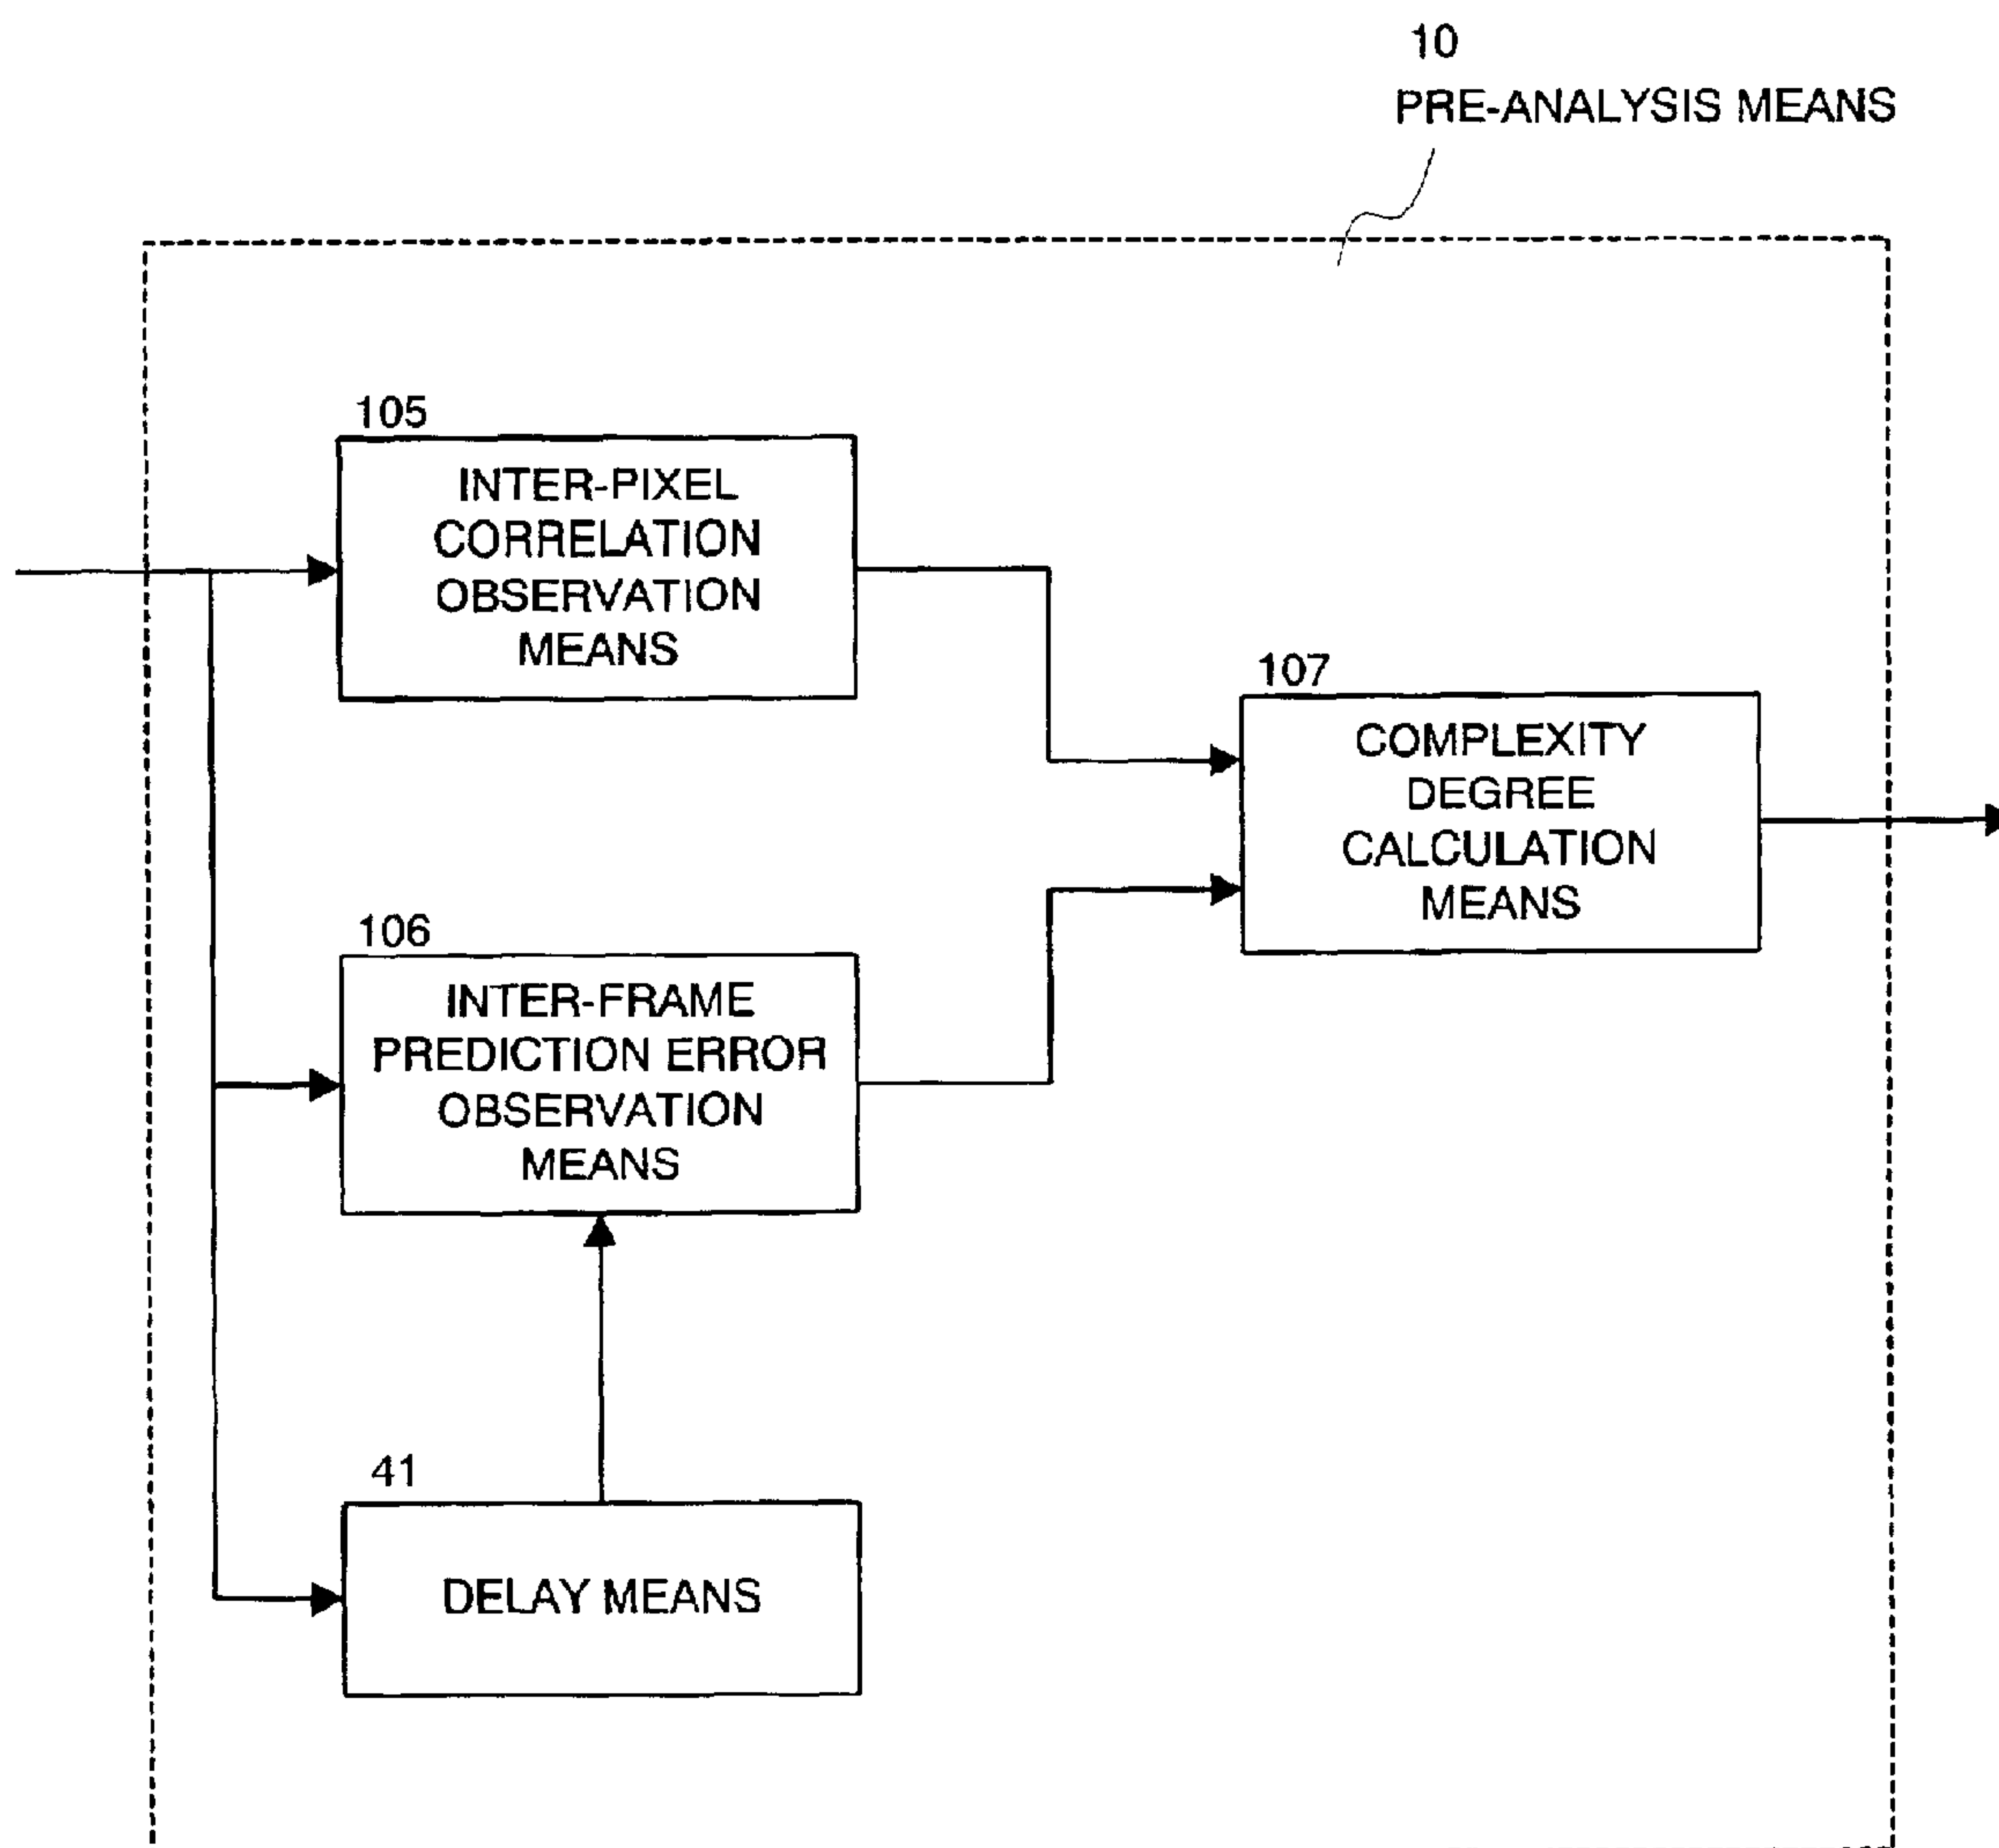 10
PRE-ANALYSIS MEANS
105
INTER-PIXEL
CORRELATION
OBSERVATION
MEANS
107
COMPLEXITY
DEGREE
CALCULATION
MEANS
106
INTER-FRAME
PREDICTION ERROR
OBSERVATION
MEANS
41
DELAY MEANS